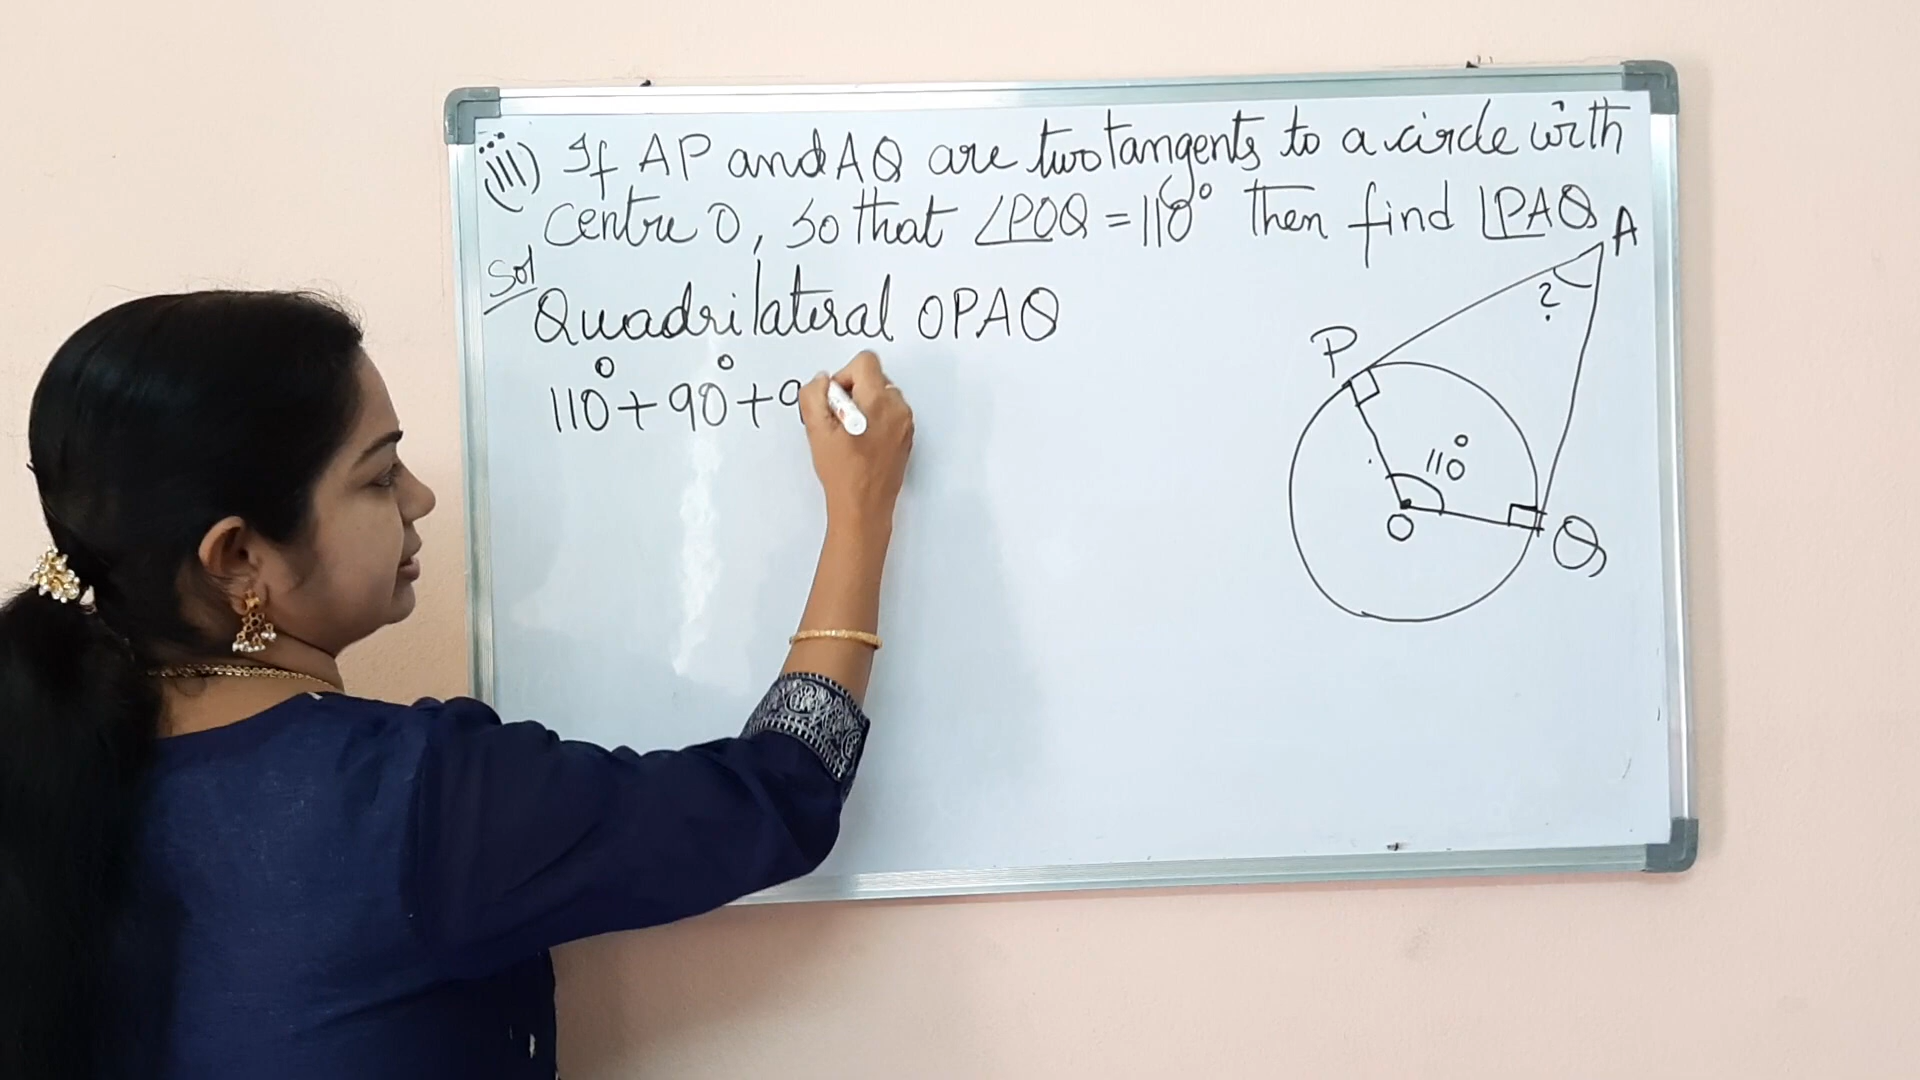 (iii) If AP and AQ are two tangents to a circle with
centre O, so that ∠POQ = 110° then find ∠PAQ
Sol
Quadrilateral OPAQ
110° + 90° + 9
A
?
P
110°
O
Q